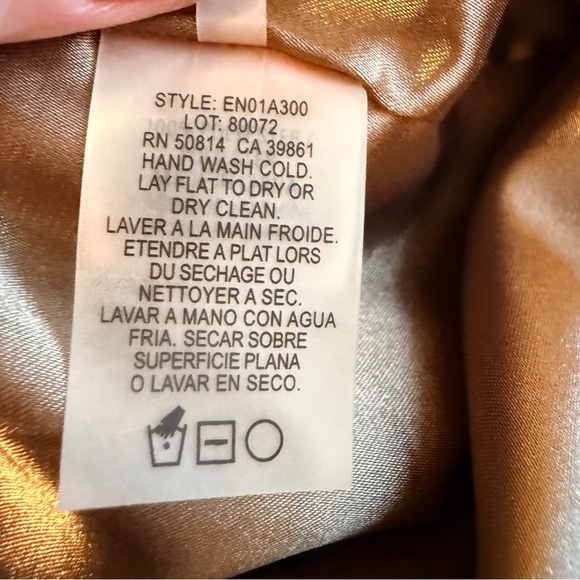 STYLE: EN01A300
LOT: 80072
RN 50814 CA 39861
HAND WASH COLD.
LAY FLAT TO DRY OR
DRY CLEAN.
LAVER A LA MAIN FROIDE.
ETENDRE A PLAT LORS
DU SECHAGE OU
NETTOYER A SEC.
LAVAR A MANO CON AGUA
FRIA. SECAR SOBRE
SUPERFICIE PLANA
O LAVAR EN SECO.